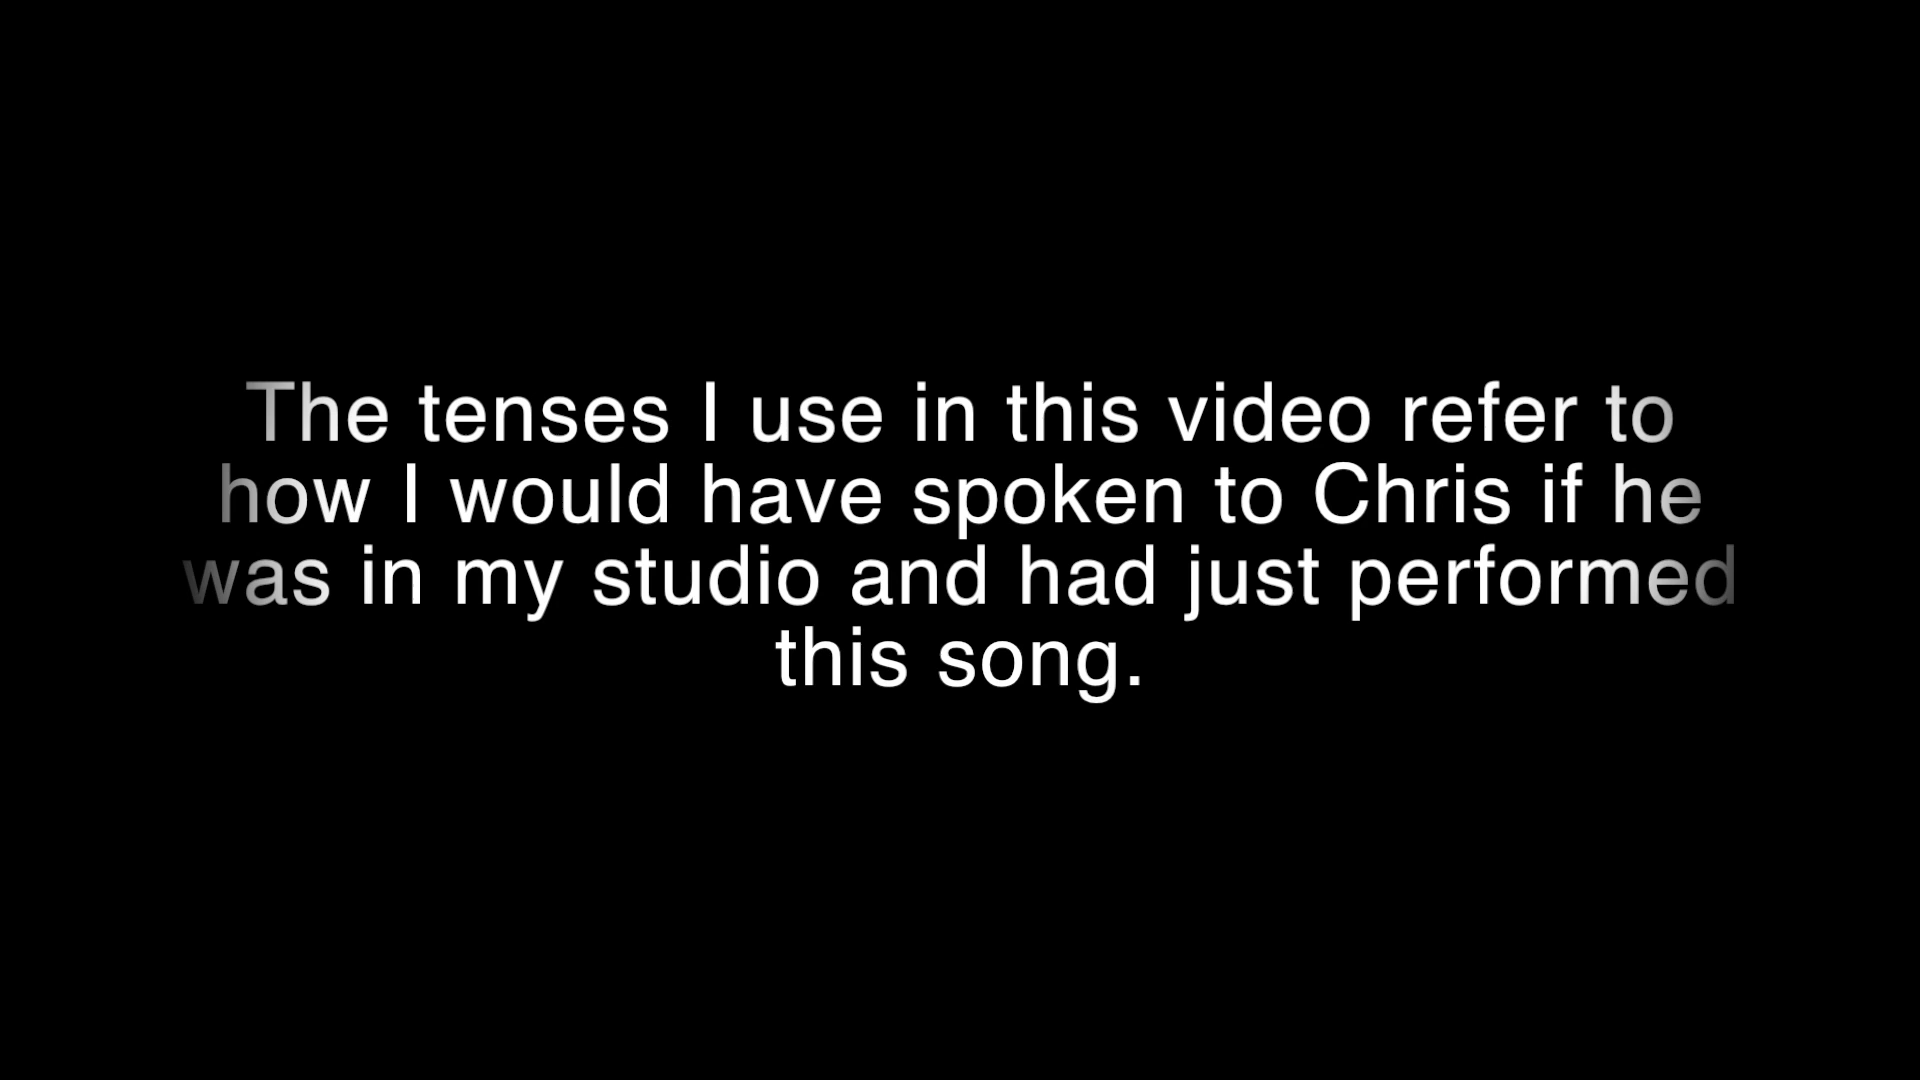 The tenses I use in this video refer to
how I would have spoken to Chris if he
was in my studio and had just performed
this song.